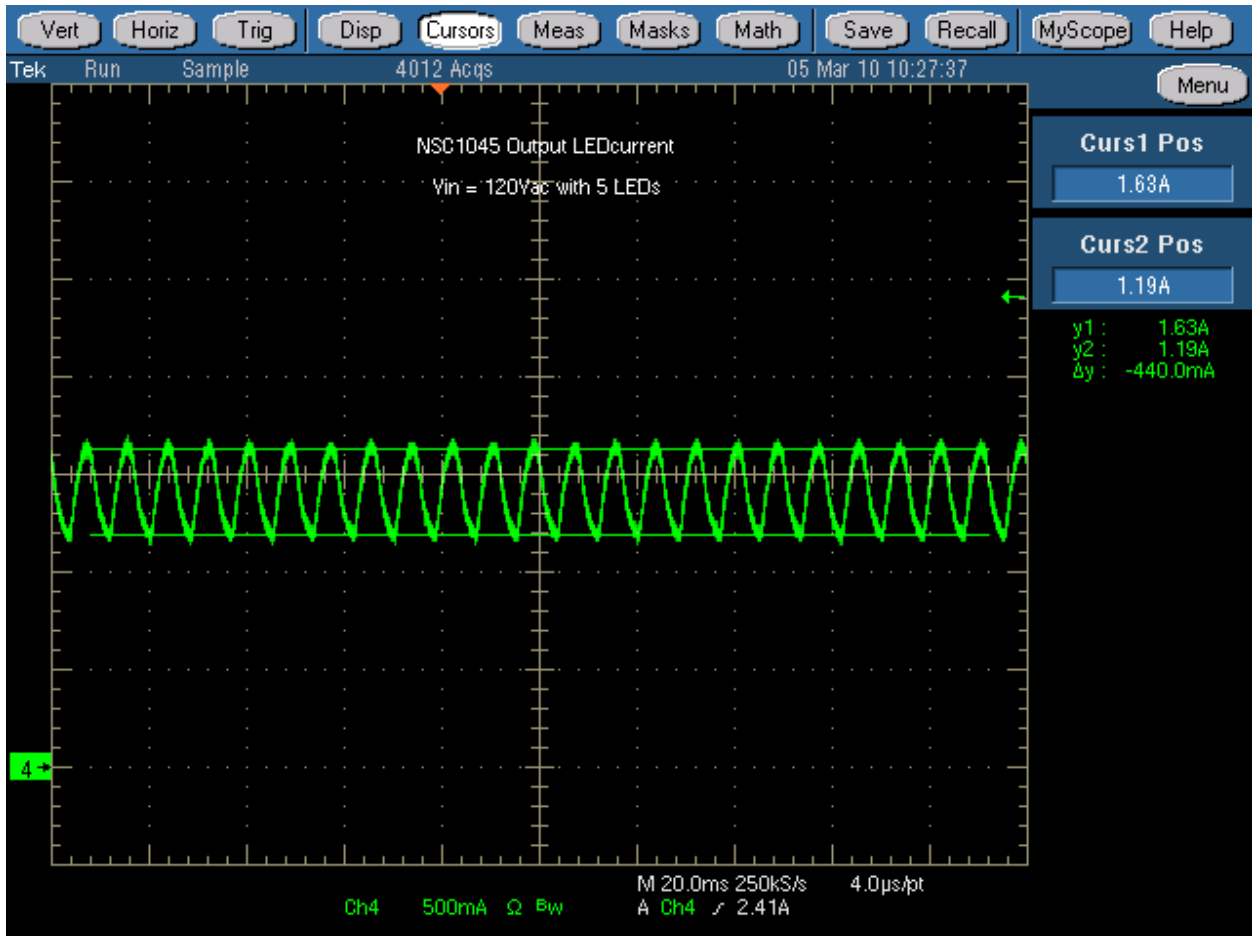 Vert Horiz Trig Disp Cursors Meas Masks Math Save Recall MyScope Help
Tek Run Sample 4012 Acqs 05 Mar 10 10:27:37
Menu
NSC1045 Output LEDcurrent
Vin = 120Vac with 5 LEDs
Curs1 Pos
1.63A
Curs2 Pos
1.19A
y1 : 1.63A
y2 : 1.19A
Δy : -440.0mA
4
M 20.0ms 250kS/s 4.0µs/pt
Ch4 500mA Ω Bw A Ch4 2.41A